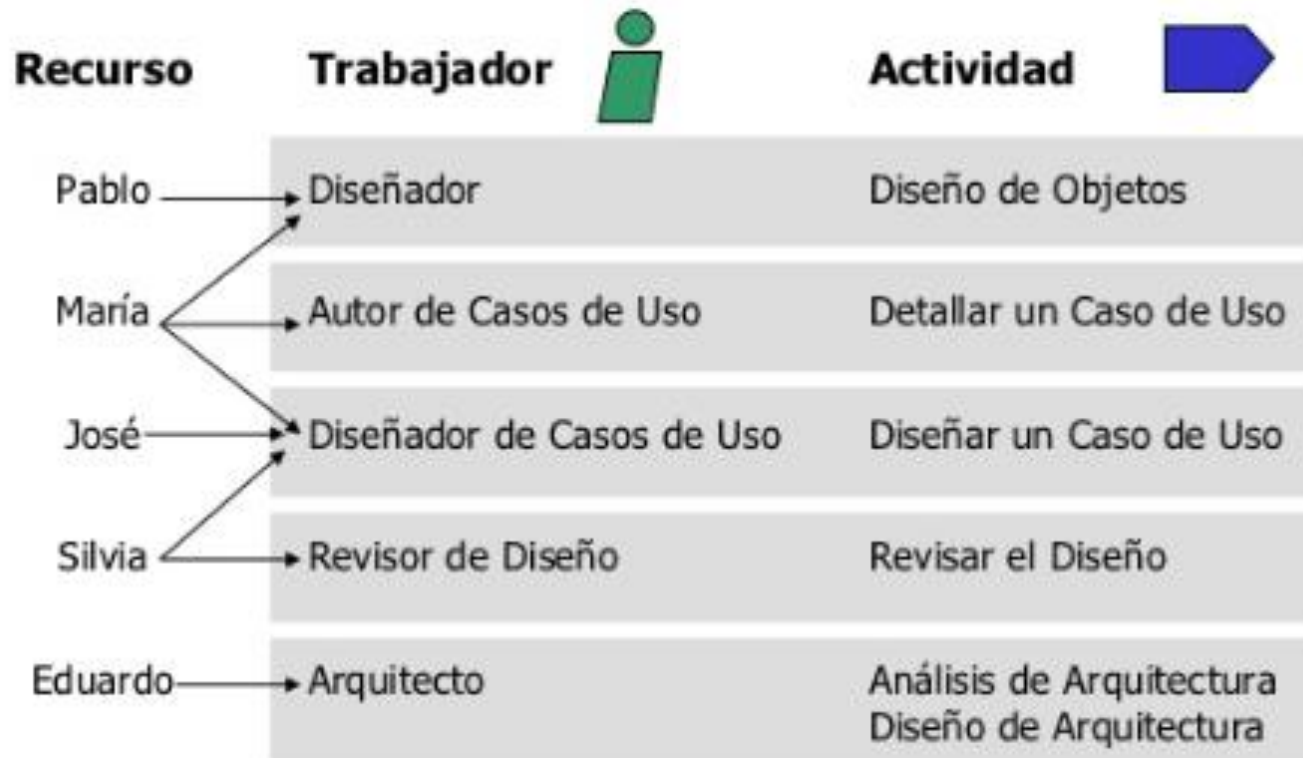 Recurso Trabajador Actividad
Pablo Diseñador Diseño de Objetos
María Autor de Casos de Uso Detallar un Caso de Uso
José Diseñador de Casos de Uso Diseñar un Caso de Uso
Silvia Revisor de Diseño Revisar el Diseño
Eduardo Arquitecto Análisis de Arquitectura
Diseño de Arquitectura